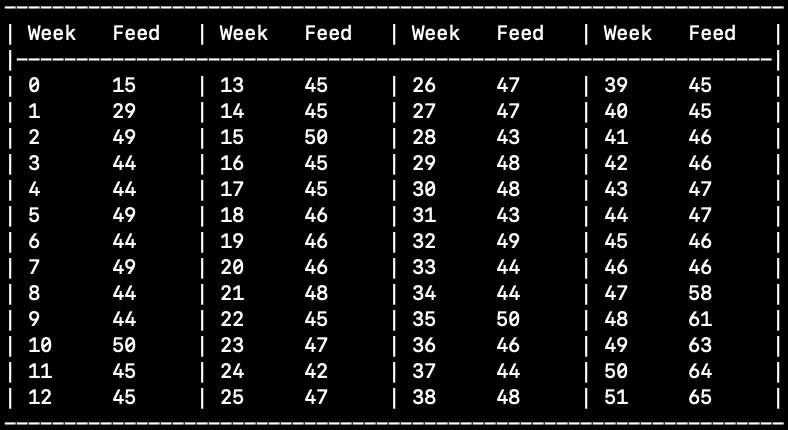 | Week Feed | Week Feed | Week Feed | Week Feed |
| 0 15 | 13 45 | 26 47 | 39 45 |
| 1 29 | 14 45 | 27 47 | 40 45 |
| 2 49 | 15 50 | 28 43 | 41 46 |
| 3 44 | 16 45 | 29 48 | 42 46 |
| 4 44 | 17 45 | 30 48 | 43 47 |
| 5 49 | 18 46 | 31 43 | 44 47 |
| 6 44 | 19 46 | 32 49 | 45 46 |
| 7 49 | 20 46 | 33 44 | 46 46 |
| 8 44 | 21 48 | 34 44 | 47 58 |
| 9 44 | 22 45 | 35 50 | 48 61 |
| 10 50 | 23 47 | 36 46 | 49 63 |
| 11 45 | 24 42 | 37 44 | 50 64 |
| 12 45 | 25 47 | 38 48 | 51 65 |